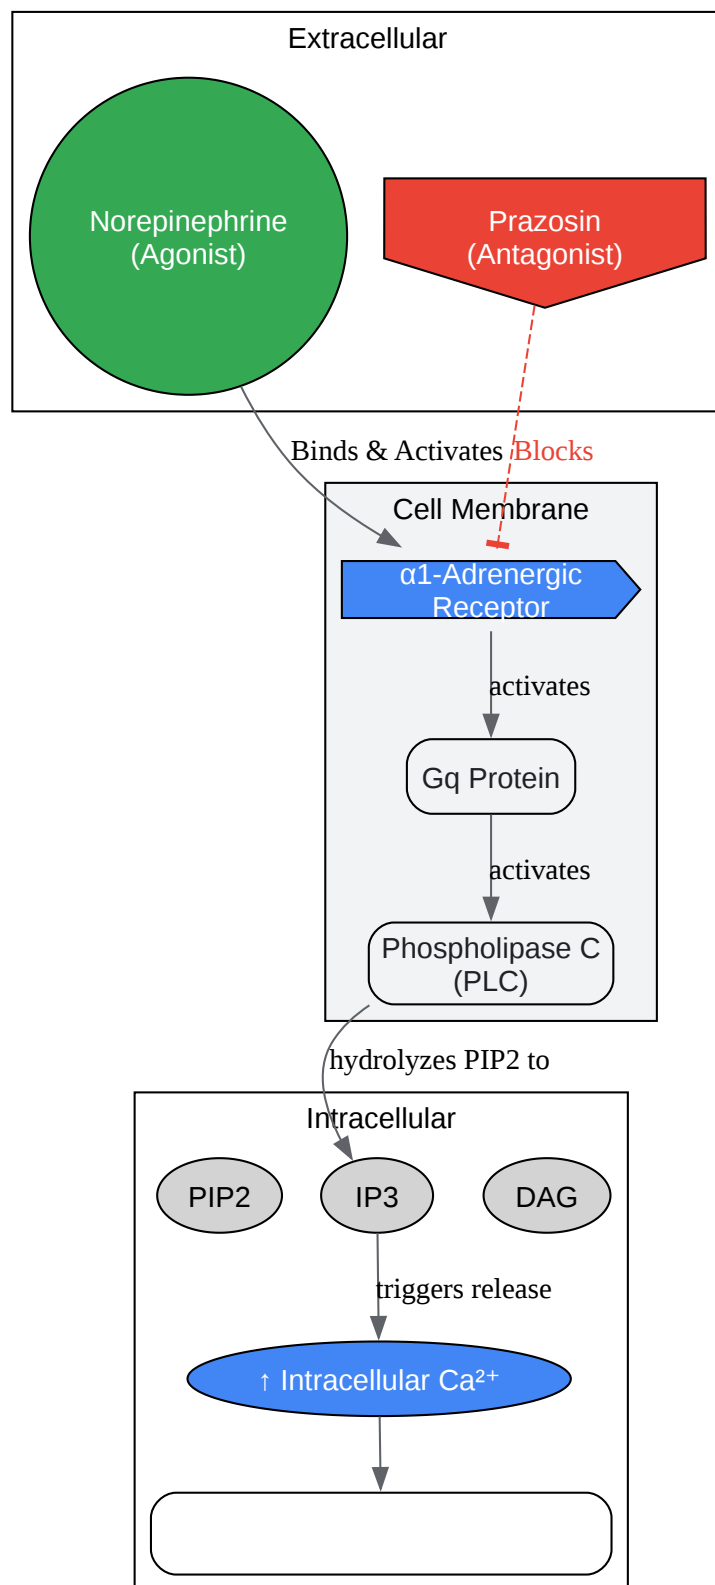 Extracellular
Norepinephrine
(Agonist)
Prazosin
(Antagonist)
Binds & Activates
Blocks
Cell Membrane
α1-Adrenergic
Receptor
activates
Gq Protein
activates
Phospholipase C
(PLC)
hydrolyzes PIP2 to
Intracellular
PIP2
IP3
DAG
triggers release
↑ Intracellular Ca²⁺